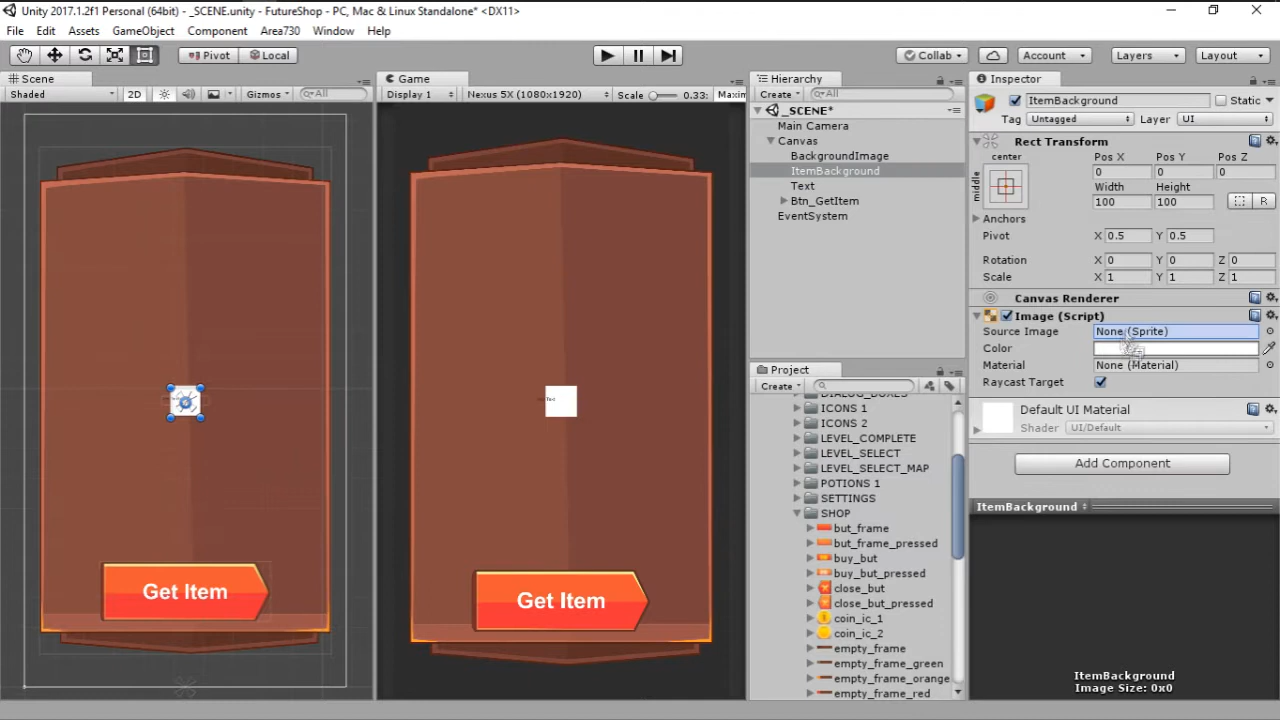 Unity 2017.1.2f1 Personal (64bit) - _SCENE.unity - FutureShop - PC, Mac & Linux Standalone* <DX11>
File Edit Assets GameObject Component Area730 Window Help
Pivot Local Collab Account Layers Layout
Scene
Shaded 2D Gizmos All
Game
Display 1 Nexus 5X (1080x1920) Scale 0.33: Maxin
Get Item
Get Item
Hierarchy
Create All
_SCENE*
Main Camera
Canvas
BackgroundImage
ItemBackground
Text
Btn_GetItem
EventSystem
Project
Create
DIALOG_BOXES
ICONS 1
ICONS 2
LEVEL_COMPLETE
LEVEL_SELECT
LEVEL_SELECT_MAP
POTIONS 1
SETTINGS
SHOP
but_frame
but_frame_pressed
buy_but
buy_but_pressed
close_but
close_but_pressed
coin_ic_1
coin_ic_2
empty_frame
empty_frame_green
empty_frame_orange
empty_frame_red
Inspector
ItemBackground Static
Tag Untagged Layer UI
Rect Transform
center Pos X Pos Y Pos Z
middle 0 0 0
Width Height
100 100 R
Anchors
Pivot X 0.5 Y 0.5
Rotation X 0 Y 0 Z 0
Scale X 1 Y 1 Z 1
Canvas Renderer
Image (Script)
Source Image None (Sprite)
Color
Material None (Material)
Raycast Target
Default UI Material
Shader UI/Default
Add Component
ItemBackground
ItemBackground
Image Size: 0x0